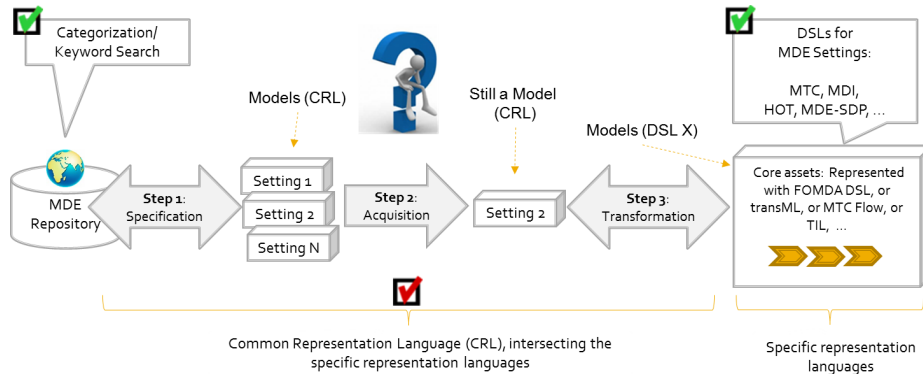 Categorization/
Keyword Search
DSLs for
MDE Settings:
MTC, MDI,
HOT, MDE-SDP, ...
Models (CRL)
Still a Model
(CRL)
Models (DSL X)
MDE
Repository
Step 1:
Specification
Setting 1
Setting 2
Setting N
Step 2:
Acquisition
Setting 2
Step 3:
Transformation
Core assets: Represented
with FOMDA DSL, or
transML, or MTC Flow, or
TIL, ...
Common Representation Language (CRL), intersecting the
specific representation languages
Specific representation
languages